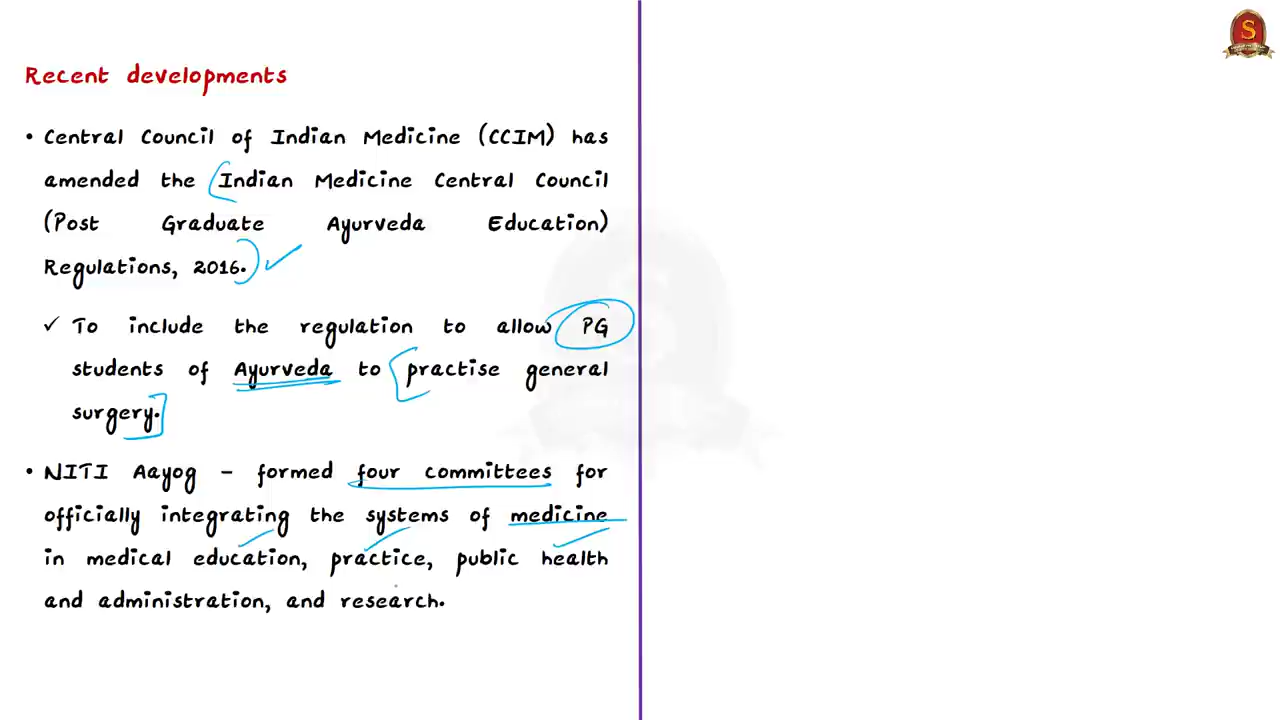 Recent developments
• Central Council of Indian Medicine (CCIM) has
amended the Indian Medicine Central Council
(Post Graduate Ayurveda Education)
Regulations, 2016.
✓ To include the regulation to allow PG
students of Ayurveda to practise general
surgery.
• NITI Aayog – formed four committees for
officially integrating the systems of medicine
in medical education, practice, public health
and administration, and research.
S